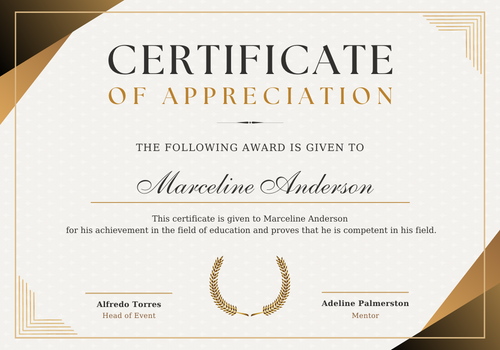 CERTIFICATE
OF APPRECIATION
THE FOLLOWING AWARD IS GIVEN TO
Marceline Anderson
This certificate is given to Marceline Anderson
for his achievement in the field of education and proves that he is competent in his field.
Alfredo Torres
Head of Event
Adeline Palmerston
Mentor